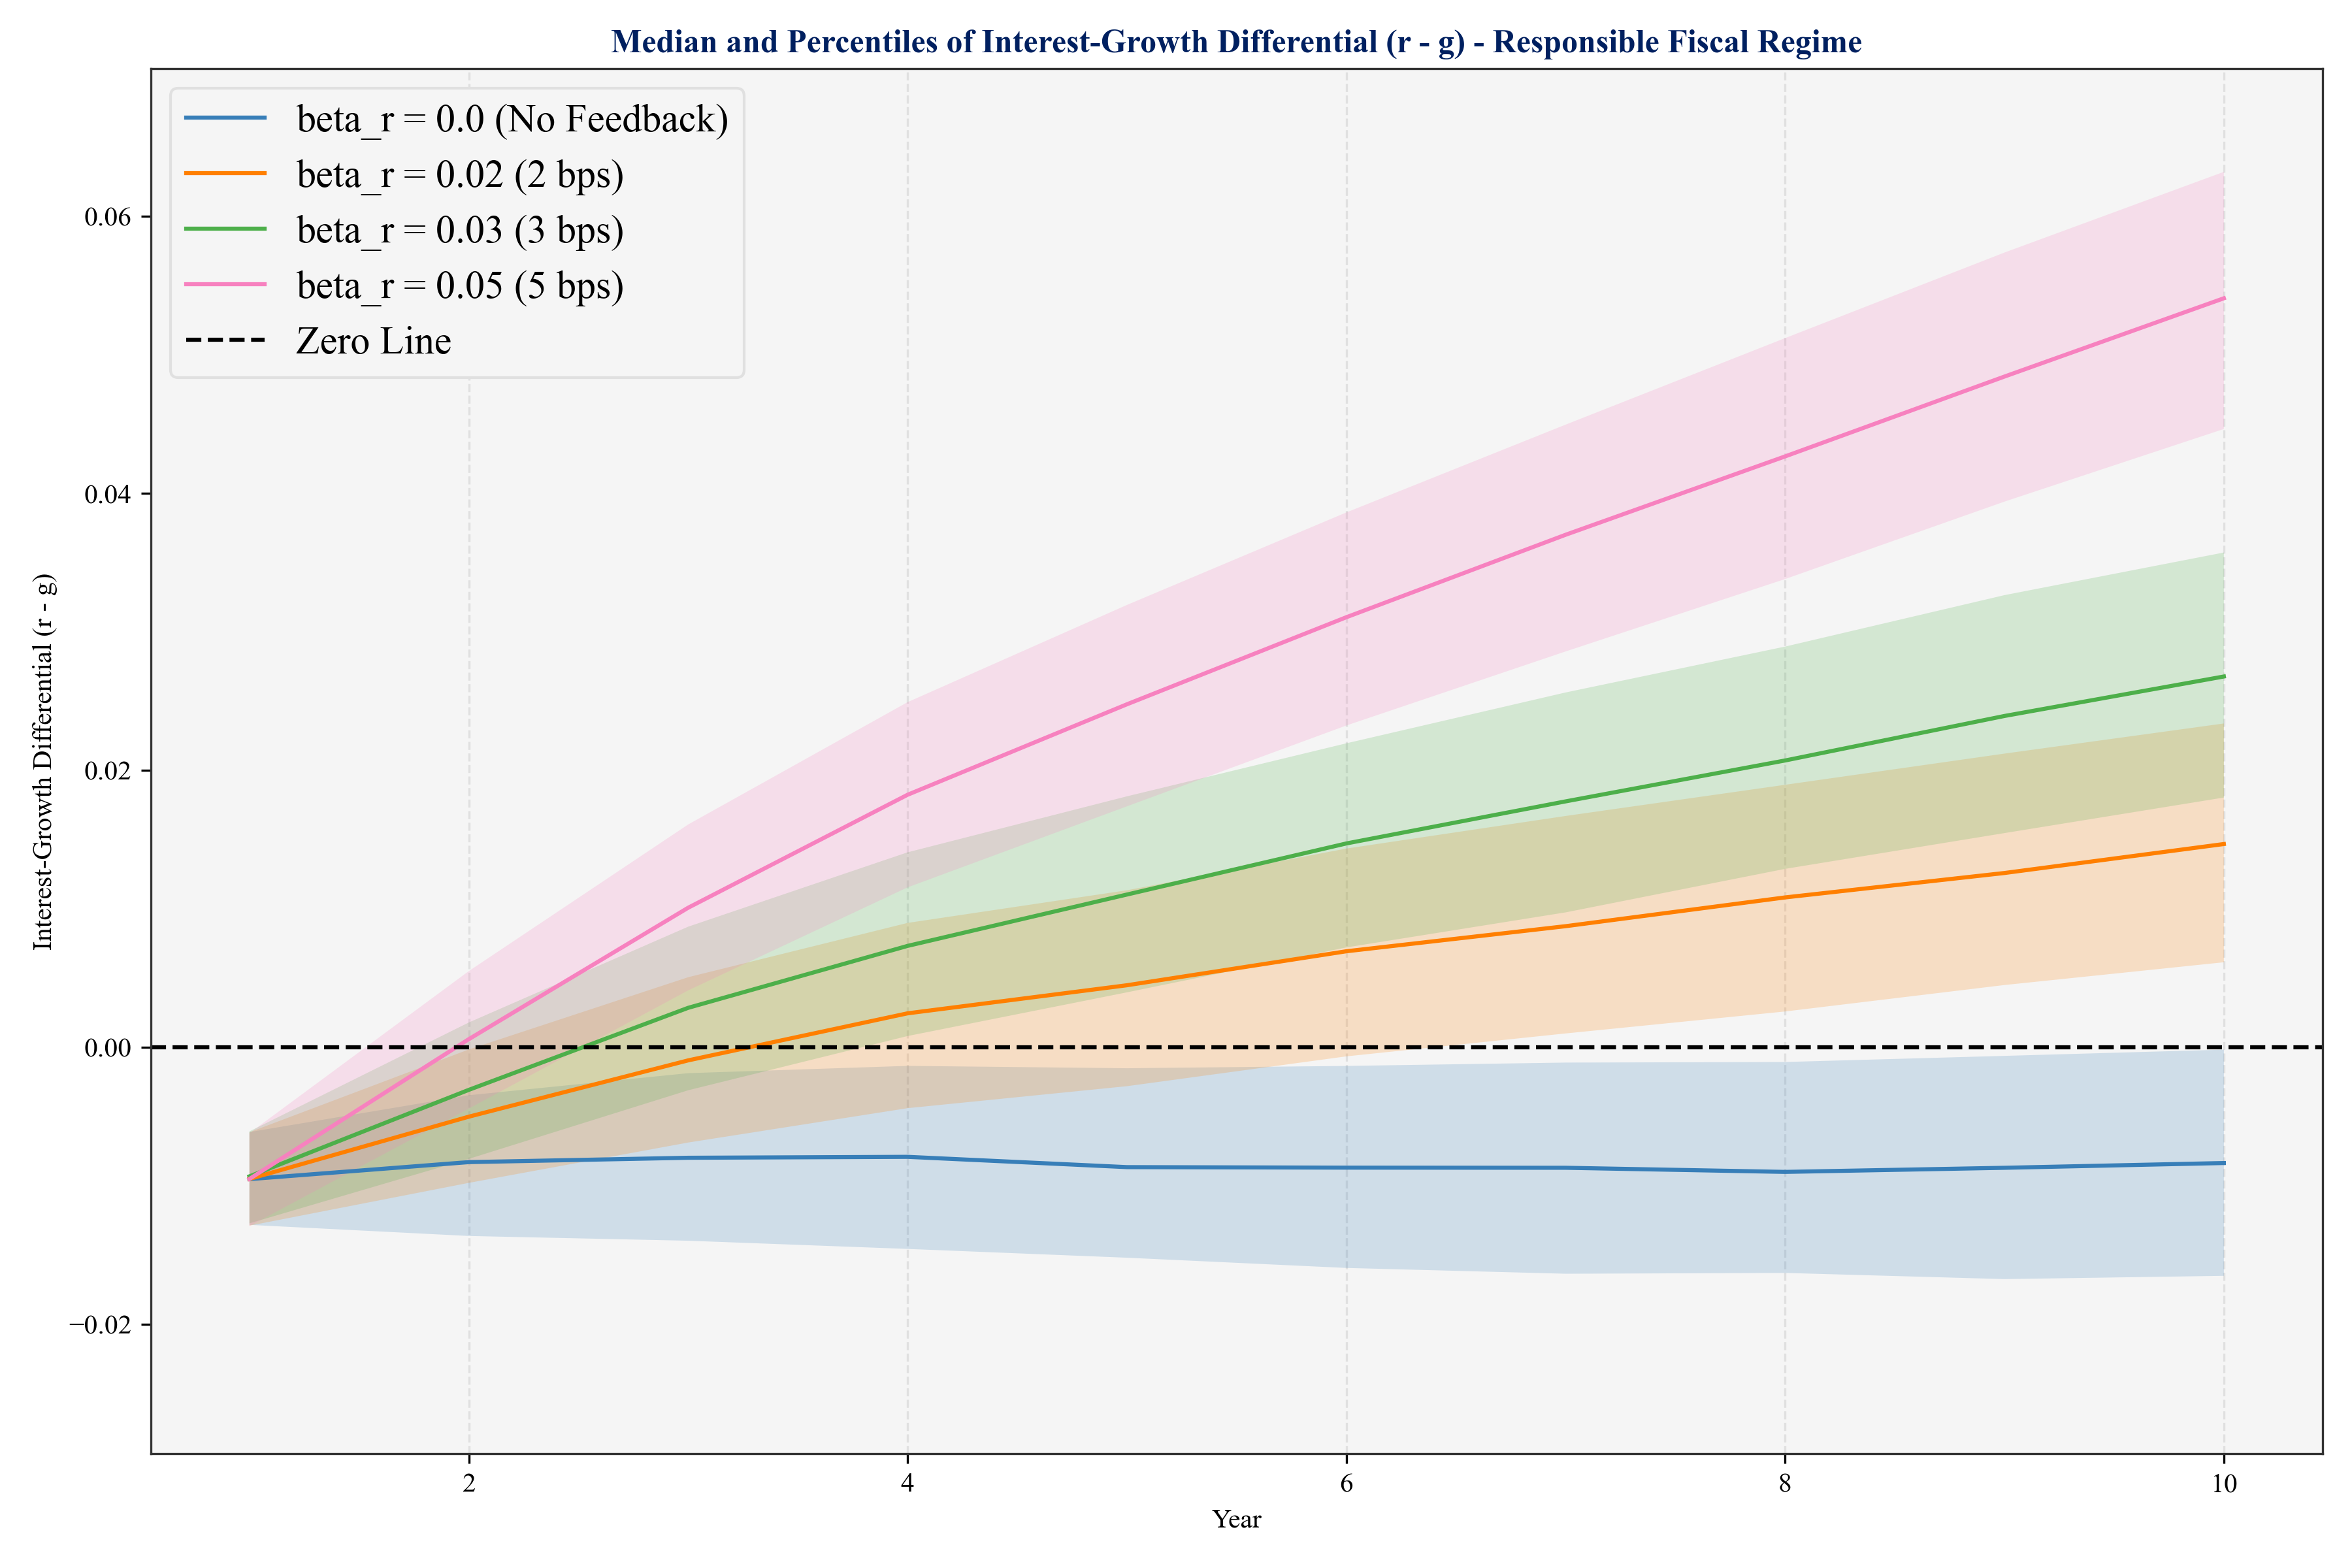 Median and Percentiles of Interest-Growth Differential (r - g) - Responsible Fiscal Regime
beta_r = 0.0 (No Feedback)
beta_r = 0.02 (2 bps)
beta_r = 0.03 (3 bps)
beta_r = 0.05 (5 bps)
Zero Line
Interest-Growth Differential (r - g)
0.06
0.04
0.02
0.00
−0.02
2
4
6
8
10
Year